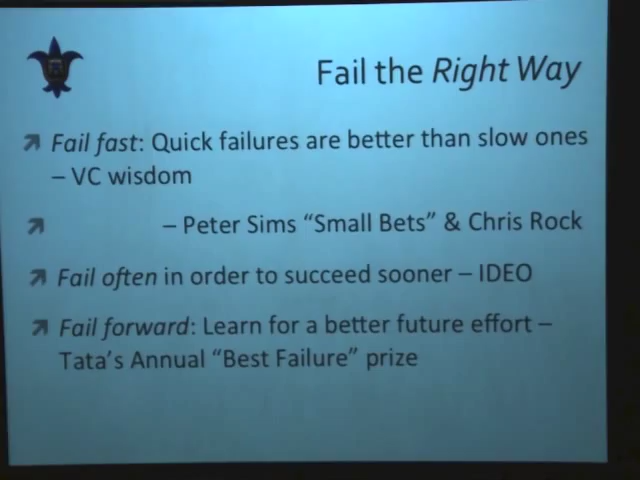 Fail the Right Way
Fail fast: Quick failures are better than slow ones
– VC wisdom
– Peter Sims “Small Bets” & Chris Rock
Fail often in order to succeed sooner – IDEO
Fail forward: Learn for a better future effort –
Tata’s Annual “Best Failure” prize